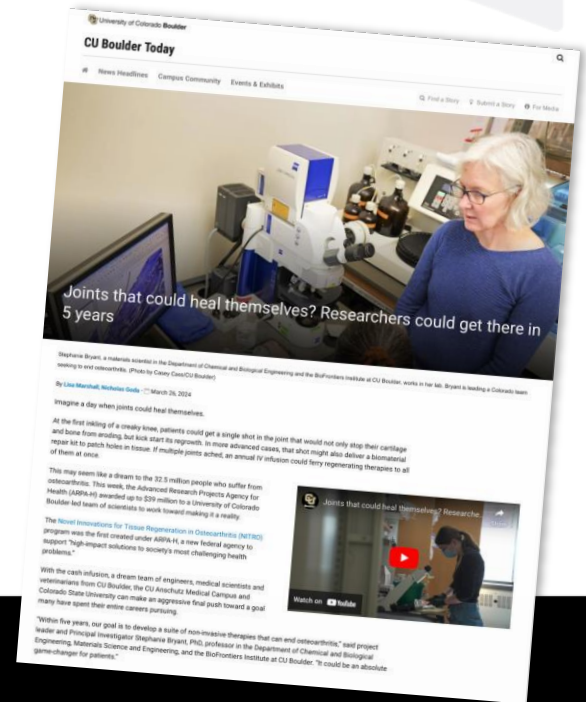 University of Colorado Boulder
CU Boulder Today
News Headlines Campus Community Events & Exhibits
Find a Story Submit a Story For Media
Joints that could heal themselves? Researchers could get there in
5 years
Stephanie Bryant, a materials scientist in the Department of Chemical and Biological Engineering and the BioFrontiers Institute at CU Boulder, works in her lab. Bryant is leading a Colorado team
seeking to end osteoarthritis. (Photo by Casey Cass/CU Boulder)
By Lisa Marshall, Nicholas Goda • March 26, 2024
Imagine a day when joints could heal themselves.
At the first inkling of a creaky knee, patients could get a single shot in the joint that would not only stop their cartilage
and bone from eroding, but kick start its regrowth. In more advanced cases, that shot might also deliver a biomaterial
repair kit to patch holes in tissue. If multiple joints ached, an annual IV infusion could ferry regenerating therapies to all
of them at once.
This may seem like a dream to the 32.5 million people who suffer from
osteoarthritis. This week, the Advanced Research Projects Agency for
Health (ARPA-H) awarded up to $39 million to a University of Colorado
Boulder-led team of scientists to work toward making it a reality.
The Novel Innovations for Tissue Regeneration in Osteoarthritis (NITRO)
program was the first created under ARPA-H, a new federal agency to
support "high-impact solutions to society's most challenging health
problems."
With the cash infusion, a dream team of engineers, medical scientists and
veterinarians from CU Boulder, the CU Anschutz Medical Campus and
Colorado State University can make an aggressive final push toward a goal
many have spent their entire careers pursuing.
Joints that could heal themselves? Researche...
Watch on YouTube
"Within five years, our goal is to develop a suite of non-invasive therapies that can end osteoarthritis," said project
leader and Principal Investigator Stephanie Bryant, PhD, professor in the Department of Chemical and Biological
Engineering, Materials Science and Engineering, and the BioFrontiers Institute at CU Boulder. "It could be an absolute
game-changer for patients."